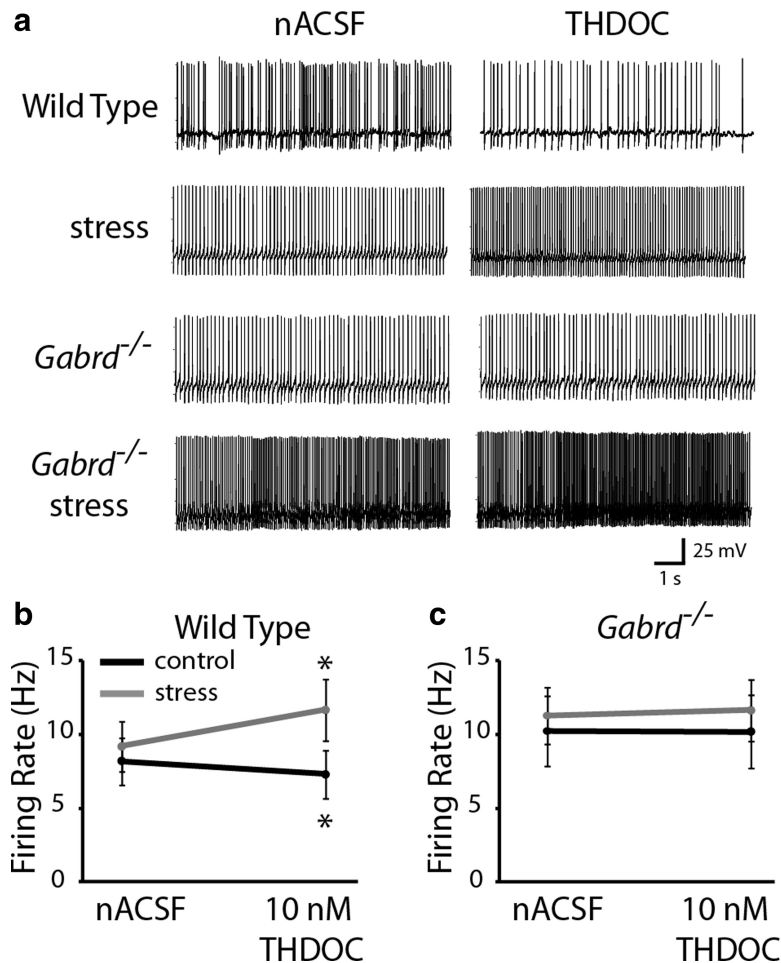 a
nACSF THDOC
Wild Type
stress
Gabrd-/-
Gabrd-/-
stress
25 mV
1 s
b
Wild Type
Firing Rate (Hz)
15
10
5
0
control
stress
*
*
nACSF
10 nM
THDOC
c
Gabrd-/-
Firing Rate (Hz)
15
10
5
0
nACSF
10 nM
THDOC